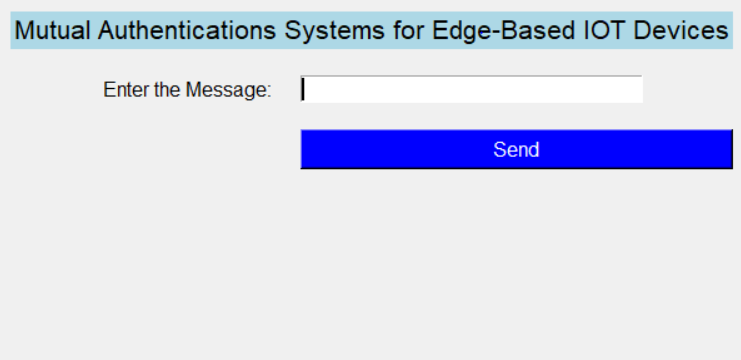 Mutual Authentications Systems for Edge-Based IOT Devices
Enter the Message:
Send